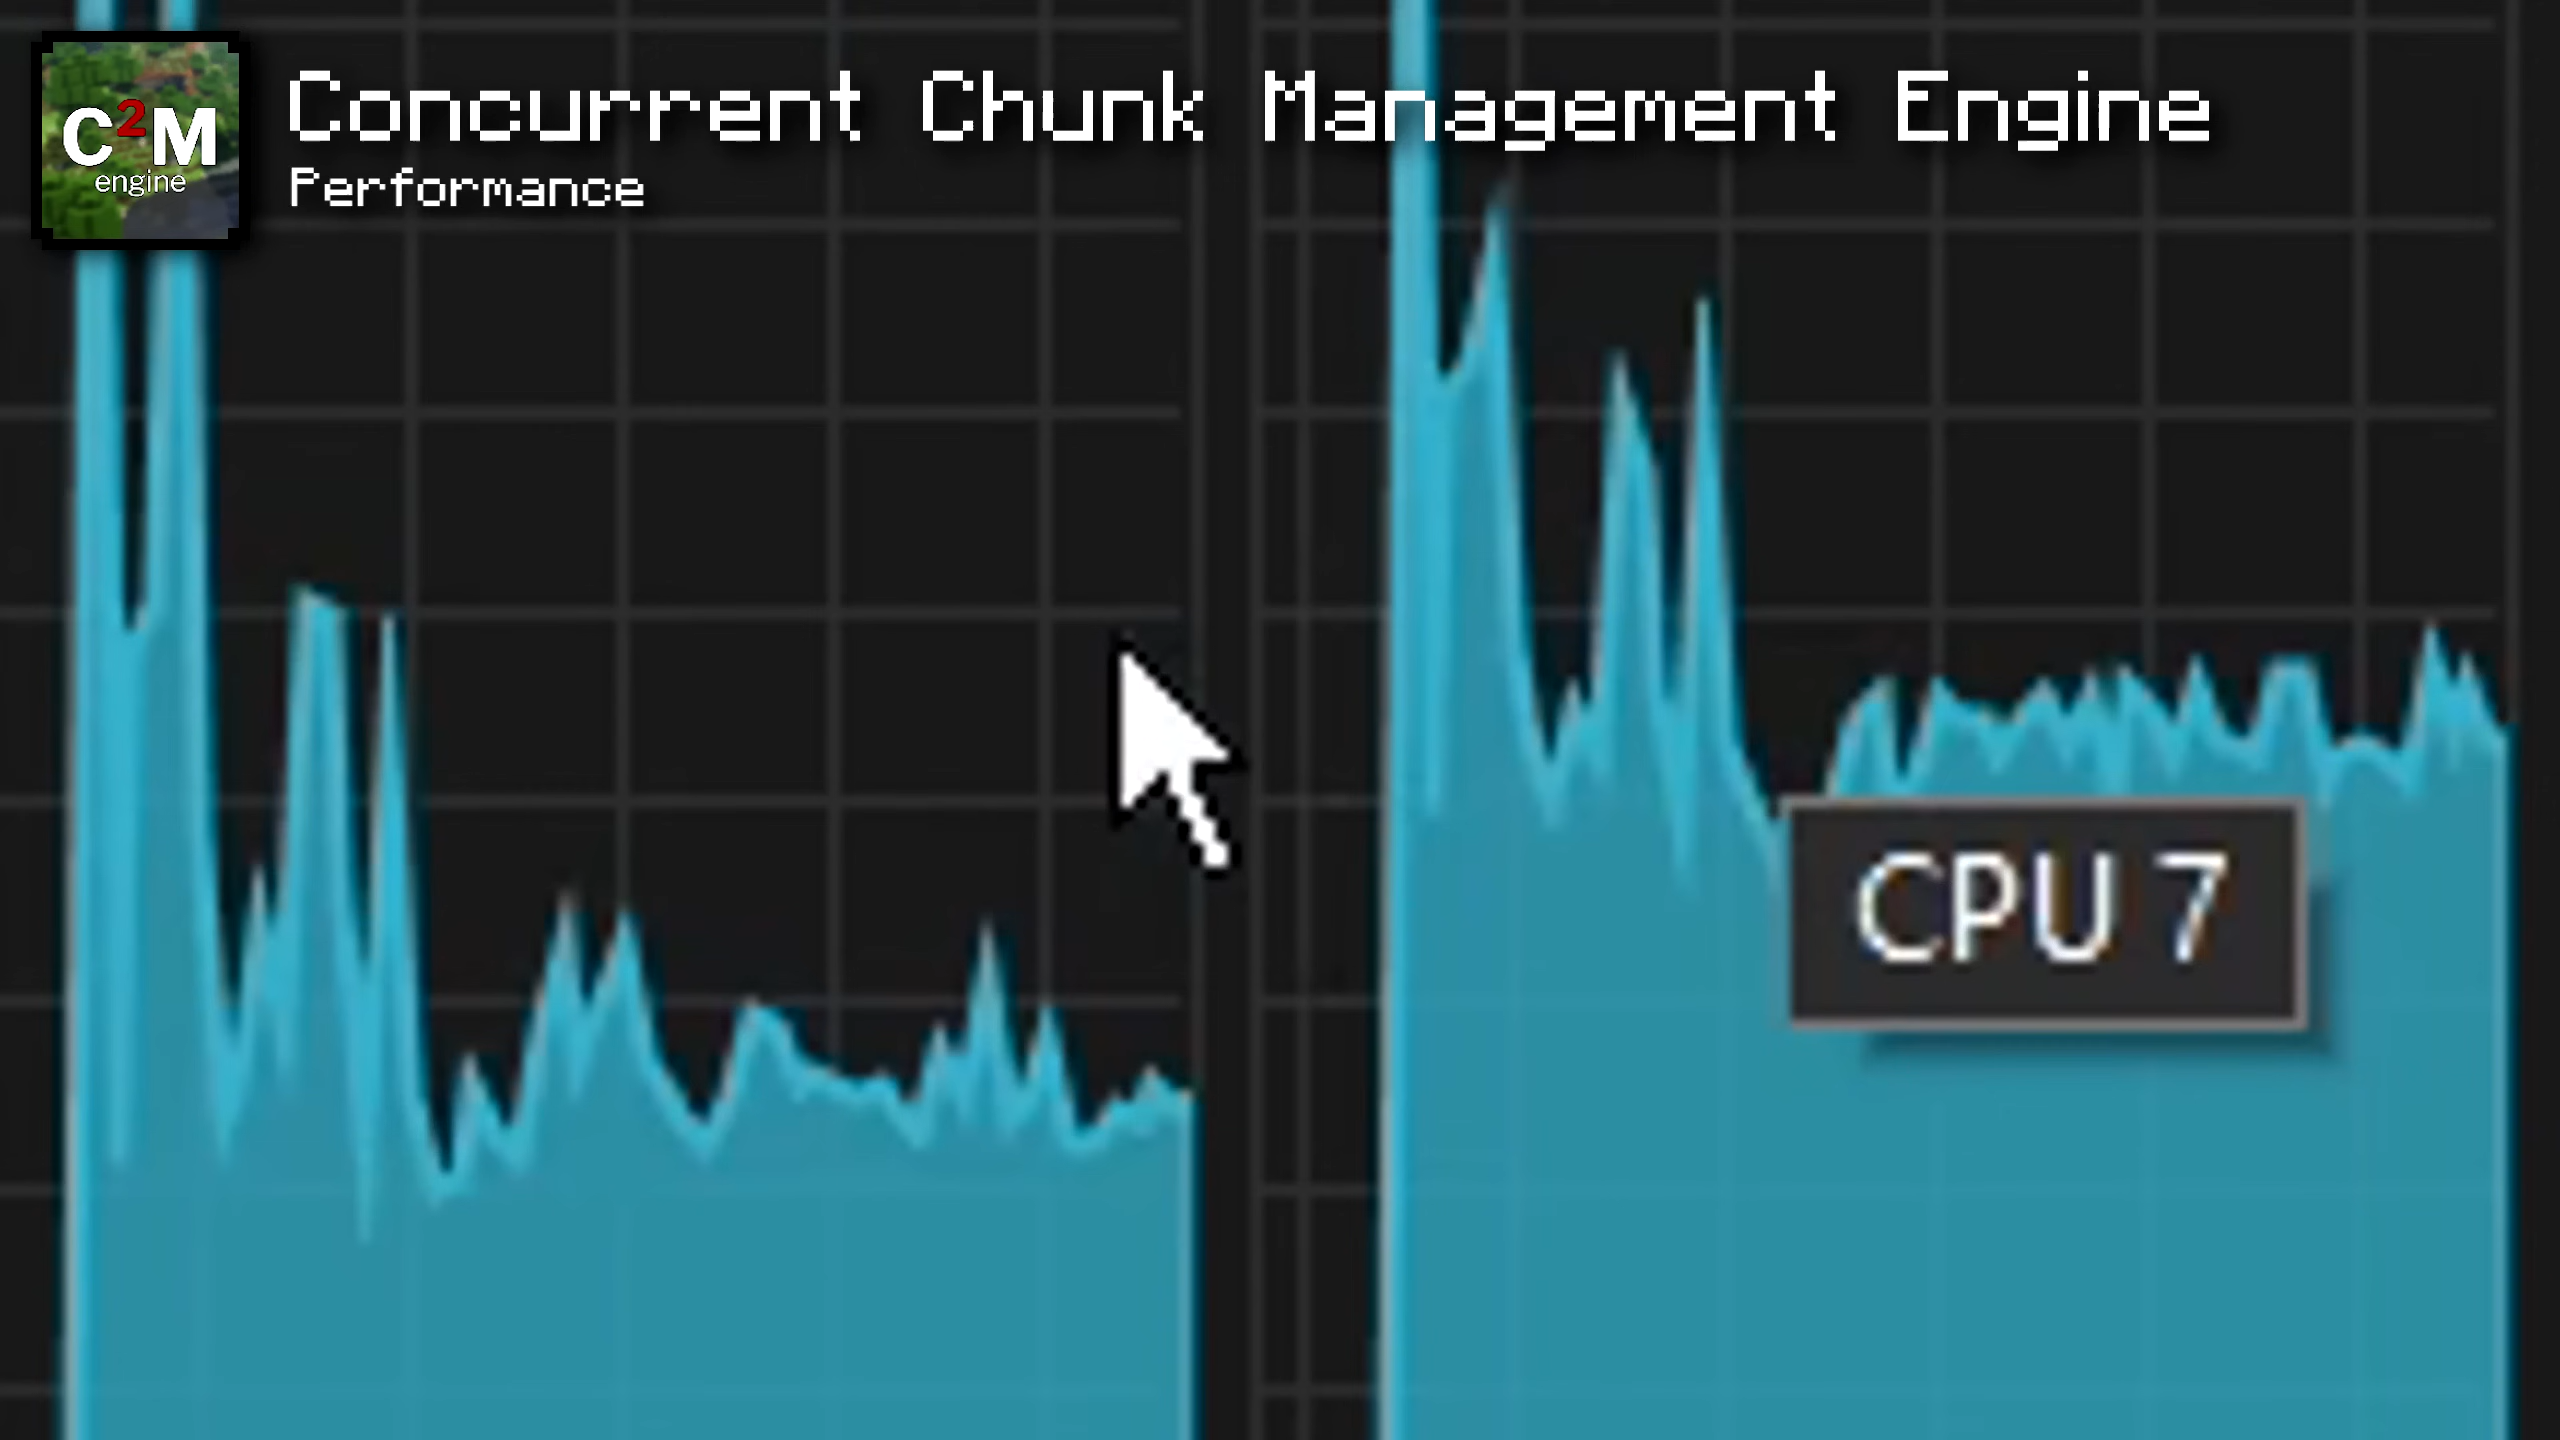 C2M
engine
Concurrent Chunk Management Engine
Performance
CPU 7